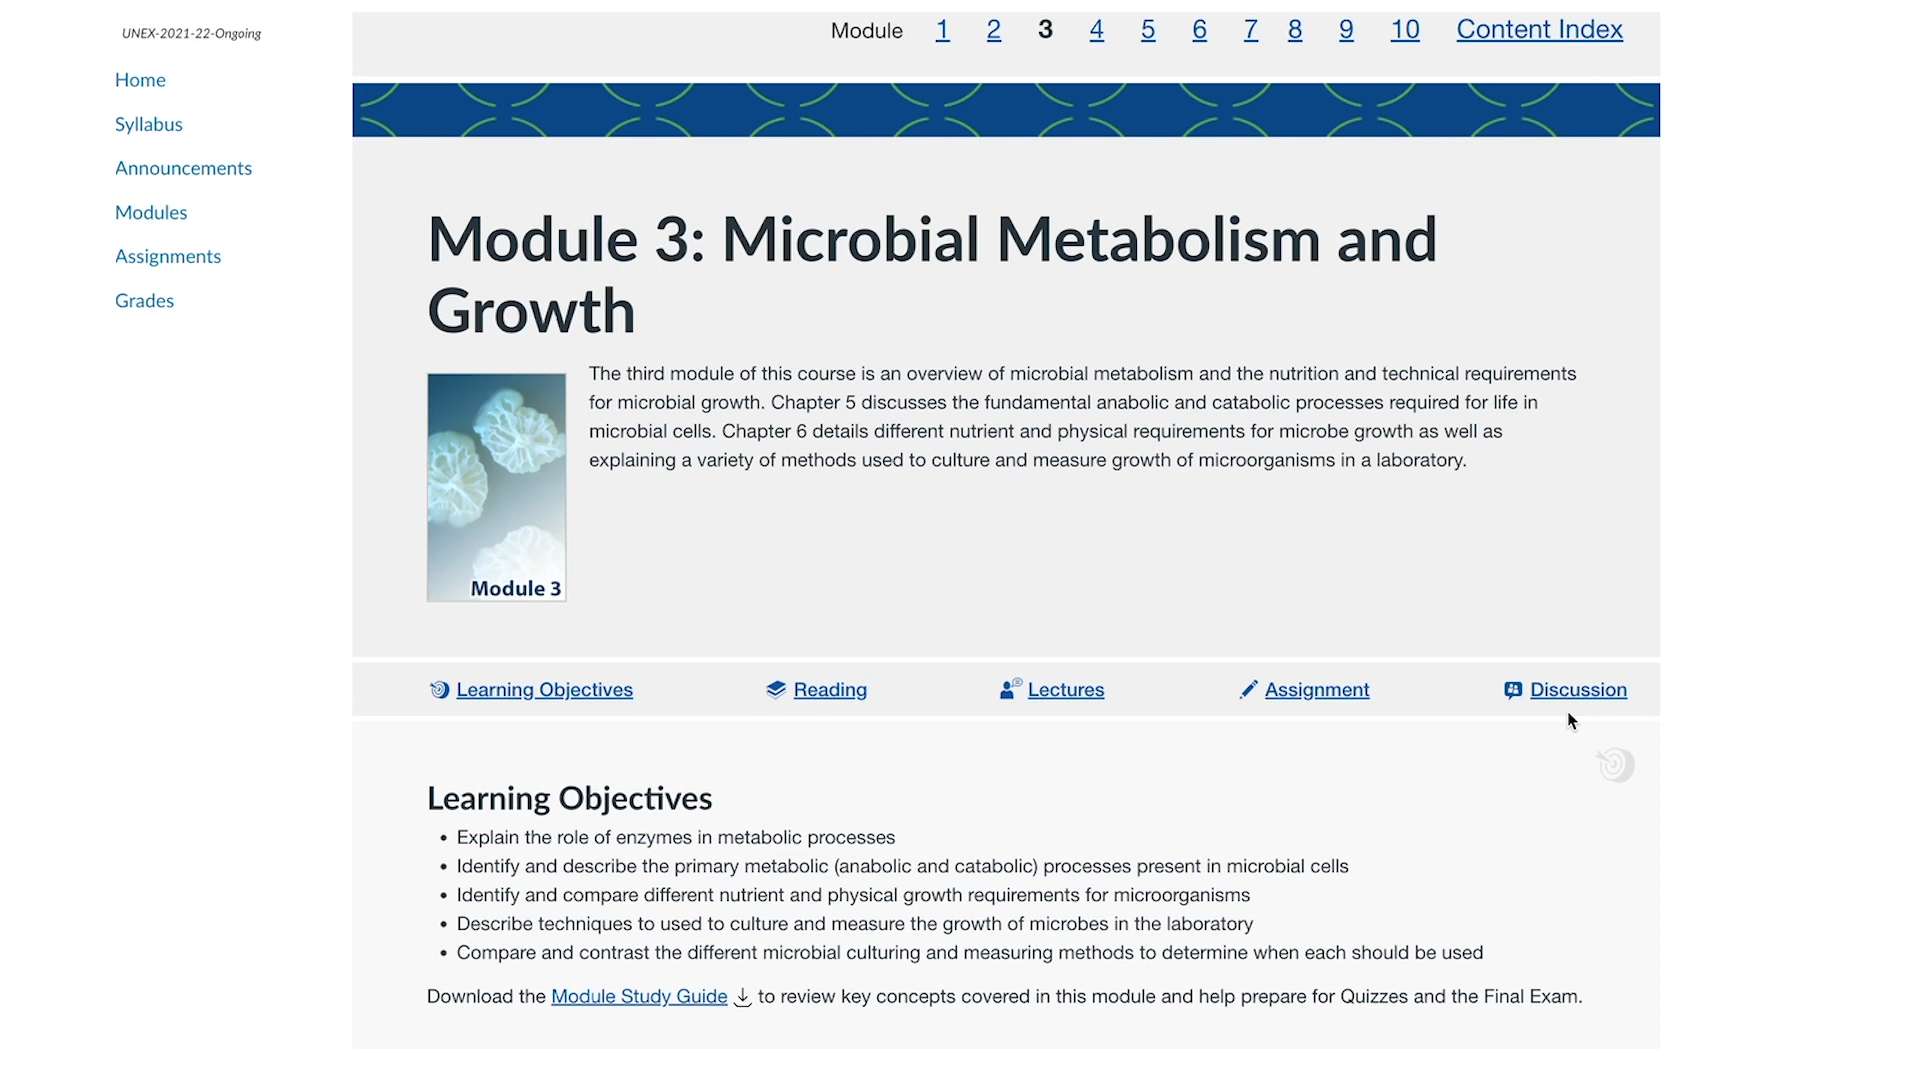 UNEX-2021-22-Ongoing
Home
Syllabus
Announcements
Modules
Assignments
Grades
Module 1 2 3 4 5 6 7 8 9 10 Content Index
Module 3: Microbial Metabolism and
Growth
The third module of this course is an overview of microbial metabolism and the nutrition and technical requirements
for microbial growth. Chapter 5 discusses the fundamental anabolic and catabolic processes required for life in
microbial cells. Chapter 6 details different nutrient and physical requirements for microbe growth as well as
explaining a variety of methods used to culture and measure growth of microorganisms in a laboratory.
Module 3
Learning Objectives Reading Lectures Assignment Discussion
Learning Objectives
• Explain the role of enzymes in metabolic processes
• Identify and describe the primary metabolic (anabolic and catabolic) processes present in microbial cells
• Identify and compare different nutrient and physical growth requirements for microorganisms
• Describe techniques to used to culture and measure the growth of microbes in the laboratory
• Compare and contrast the different microbial culturing and measuring methods to determine when each should be used
Download the Module Study Guide to review key concepts covered in this module and help prepare for Quizzes and the Final Exam.